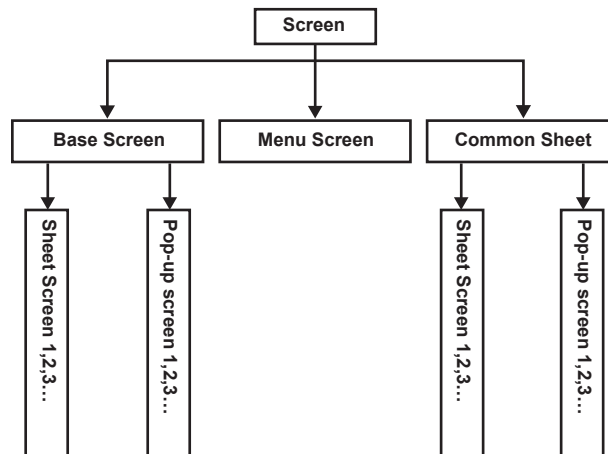 Screen
Base Screen
Menu Screen
Common Sheet
Sheet Screen 1,2,3...
Pop-up screen 1,2,3...
Sheet Screen 1,2,3...
Pop-up screen 1,2,3...